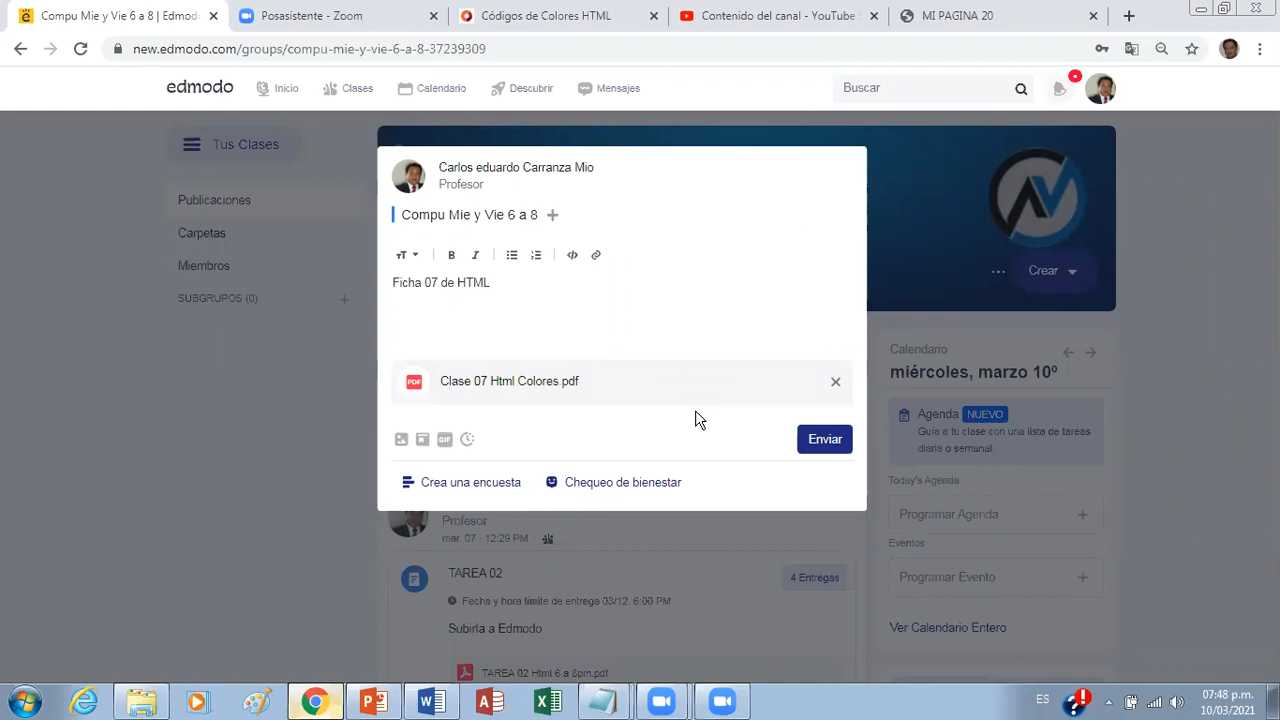 Compu Mie y Vie 6 a 8 | Edmod
Posasistente - Zoom
Códigos de Colores HTML
Contenido del canal - YouTube S
MI PAGINA 20
new.edmodo.com/groups/compu-mie-y-vie-6-a-8-37239309
edmodo
Inicio
Clases
Calendario
Descubrir
Mensajes
Buscar
Tus Clases
Publicaciones
Carpetas
Miembros
SUBGRUPOS (0)
Carlos eduardo Carranza Mio
Profesor
Compu Mie y Vie 6 a 8
TT
B
I
Ficha 07 de HTML
PDF
Clase 07 Html Colores.pdf
GIF
Enviar
Crea una encuesta
Chequeo de bienestar
Crear
Calendario
miércoles, marzo 10º
Agenda NUEVO
Guía a tu clase con una lista de tareas
diaria o semanal.
Today's Agenda
Programar Agenda
Eventos
Programar Evento
Ver Calendario Entero
Profesor
mar. 07 · 12:29 PM
TAREA 02
4 Entregas
Fecha y hora límite de entrega 03/12. 6:00 PM
Subirla a Edmodo
TAREA 02 Html 6 a 8pm.pdf
ES
07:48 p.m.
10/03/2021